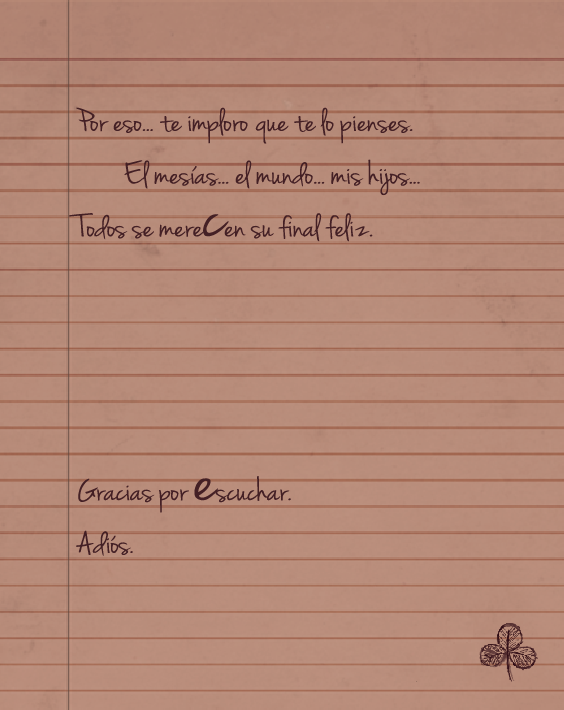 Por eso... te imploro que te lo pienses.
El mesías... el mundo... mis hijos...
Todos se mereCen su final feliz.
Gracias por escuchar.
Adiós.